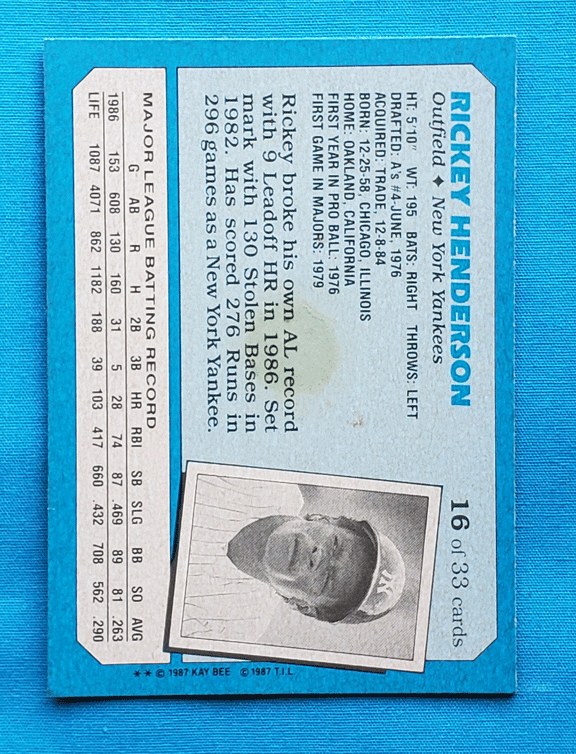 RICKEY HENDERSON
16 of 33 cards
Outfield ♦ New York Yankees
HT: 5'10" WT: 195 BATS: RIGHT THROWS: LEFT
DRAFTED: A's #4-JUNE, 1976
ACQUIRED: TRADE, 12-8-84
BORN: 12-25-58, CHICAGO, ILLINOIS
HOME: OAKLAND, CALIFORNIA
FIRST YEAR IN PRO BALL: 1976
FIRST GAME IN MAJORS: 1979
Rickey broke his own AL record
with 9 Leadoff HR in 1986. Set
mark with 130 Stolen Bases in
1982. Has scored 276 Runs in
296 games as a New York Yankee.
NY
MAJOR LEAGUE BATTING RECORD
G AB R H 2B 3B HR RBI SB SLG BB SO AVG
1986 153 608 130 160 31 5 28 74 87 .469 89 81 .263
LIFE 1087 4071 862 1182 188 39 103 417 660 .432 708 562 .290
** © 1987 KAY BEE © 1987 T.I.L.